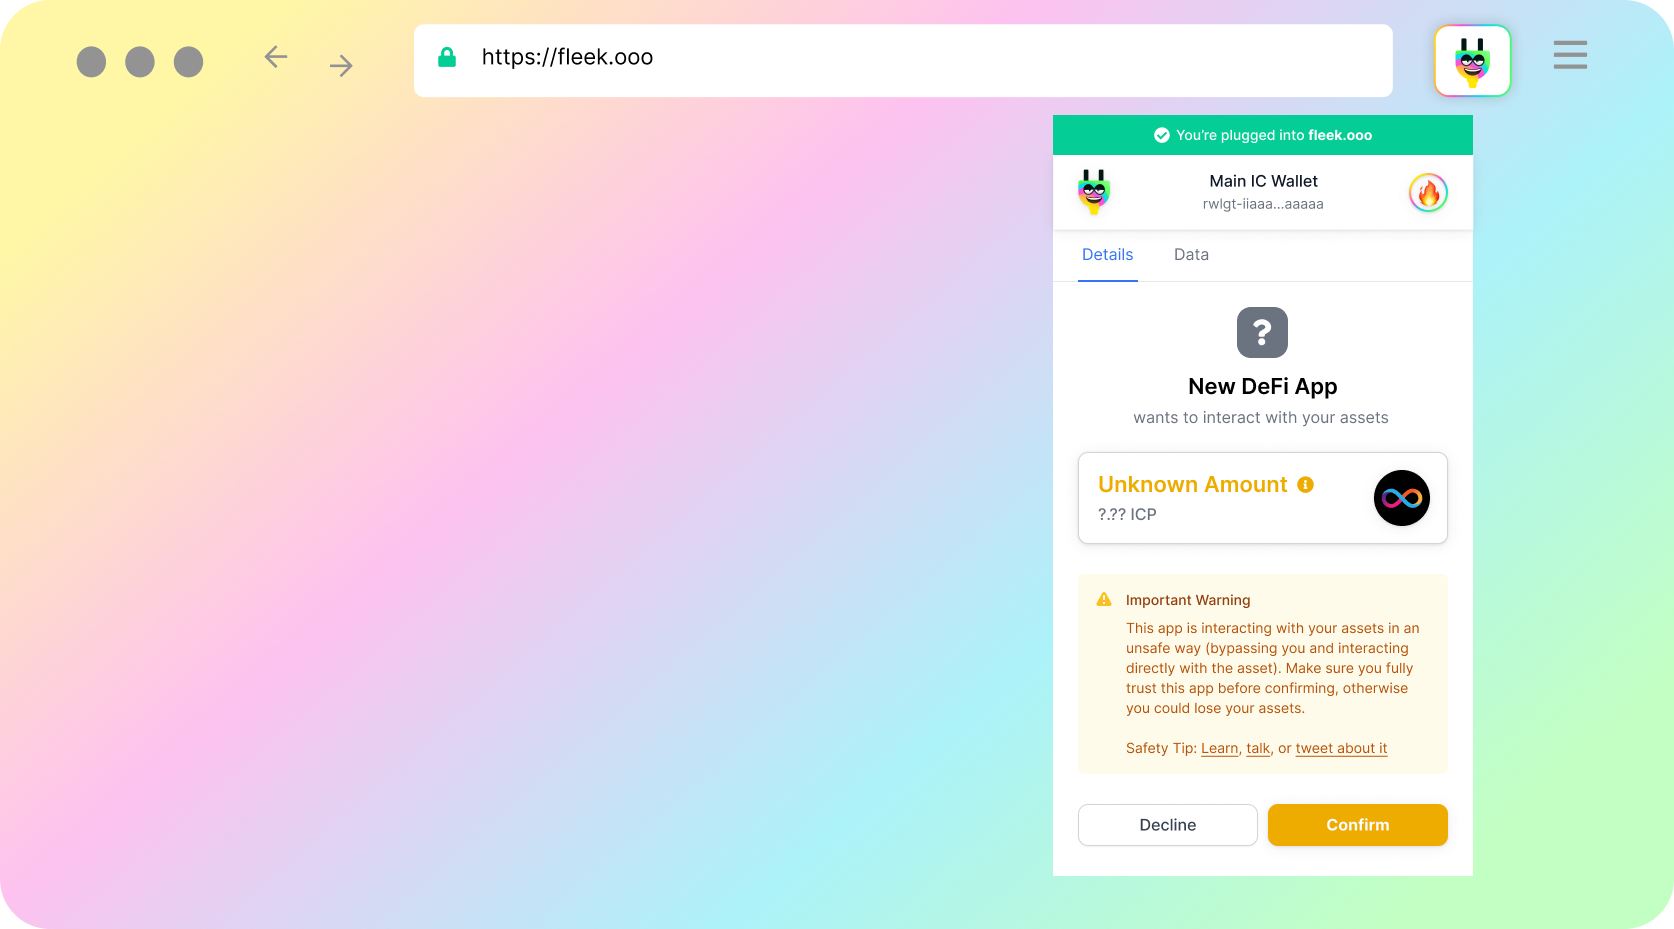 https://fleek.ooo
You're plugged into fleek.ooo
Main IC Wallet
rwlgt-iiaaa...aaaaa
Details Data
?
New DeFi App
wants to interact with your assets
Unknown Amount
?.?? ICP
Important Warning
This app is interacting with your assets in an
unsafe way (bypassing you and interacting
directly with the asset). Make sure you fully
trust this app before confirming, otherwise
you could lose your assets.
Safety Tip: Learn, talk, or tweet about it
Decline Confirm